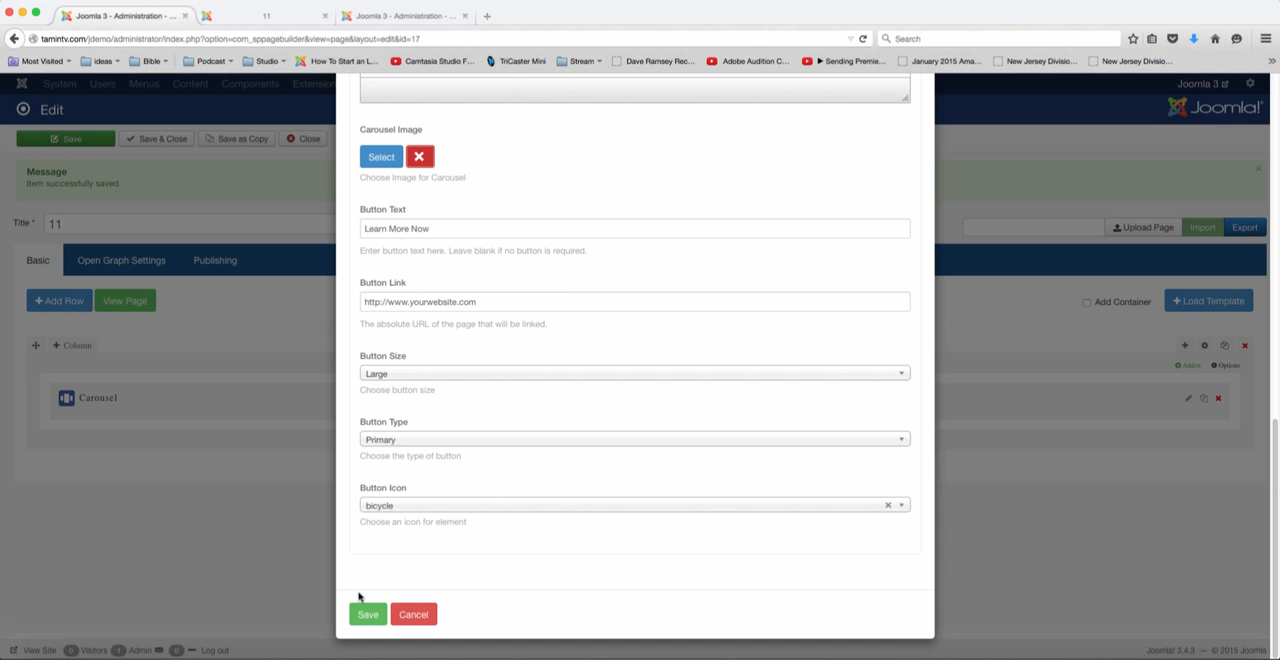 Joomla 3 - Administration - ...
11
Joomla 3 - Administration - ...
tamintv.com/jdemo/administrator/index.php?option=com_sppagebuilder&view=page&layout=edit&id=17
Search
Most Visited
ideas
Bible
Podcast
Studio
How To Start an L...
Camtasia Studio F...
TriCaster Mini
Stream
Dave Ramsey Rec...
Adobe Audition C...
Sending Premie...
January 2015 Ama...
New Jersey Divisio...
New Jersey Divisio...
System
Users
Menus
Content
Components
Extension
Joomla 3
Edit
Joomla!
Save
Save & Close
Save as Copy
Close
Message
Item successfully saved.
Title *
11
Upload Page
Import
Export
Basic
Open Graph Settings
Publishing
+ Add Row
View Page
Add Container
+ Load Template
+ Column
Addon
Options
Carousel
Carousel Image
Select
Choose Image for Carousel
Button Text
Learn More Now
Enter button text here. Leave blank if no button is required.
Button Link
http://www.yourwebsite.com
The absolute URL of the page that will be linked.
Button Size
Large
Choose button size
Button Type
Primary
Choose the type of button
Button Icon
bicycle
Choose an icon for element
Save
Cancel
View Site
0 Visitors
1 Admin
0
Log out
Joomla! 3.4.3 — © 2015 Joomla